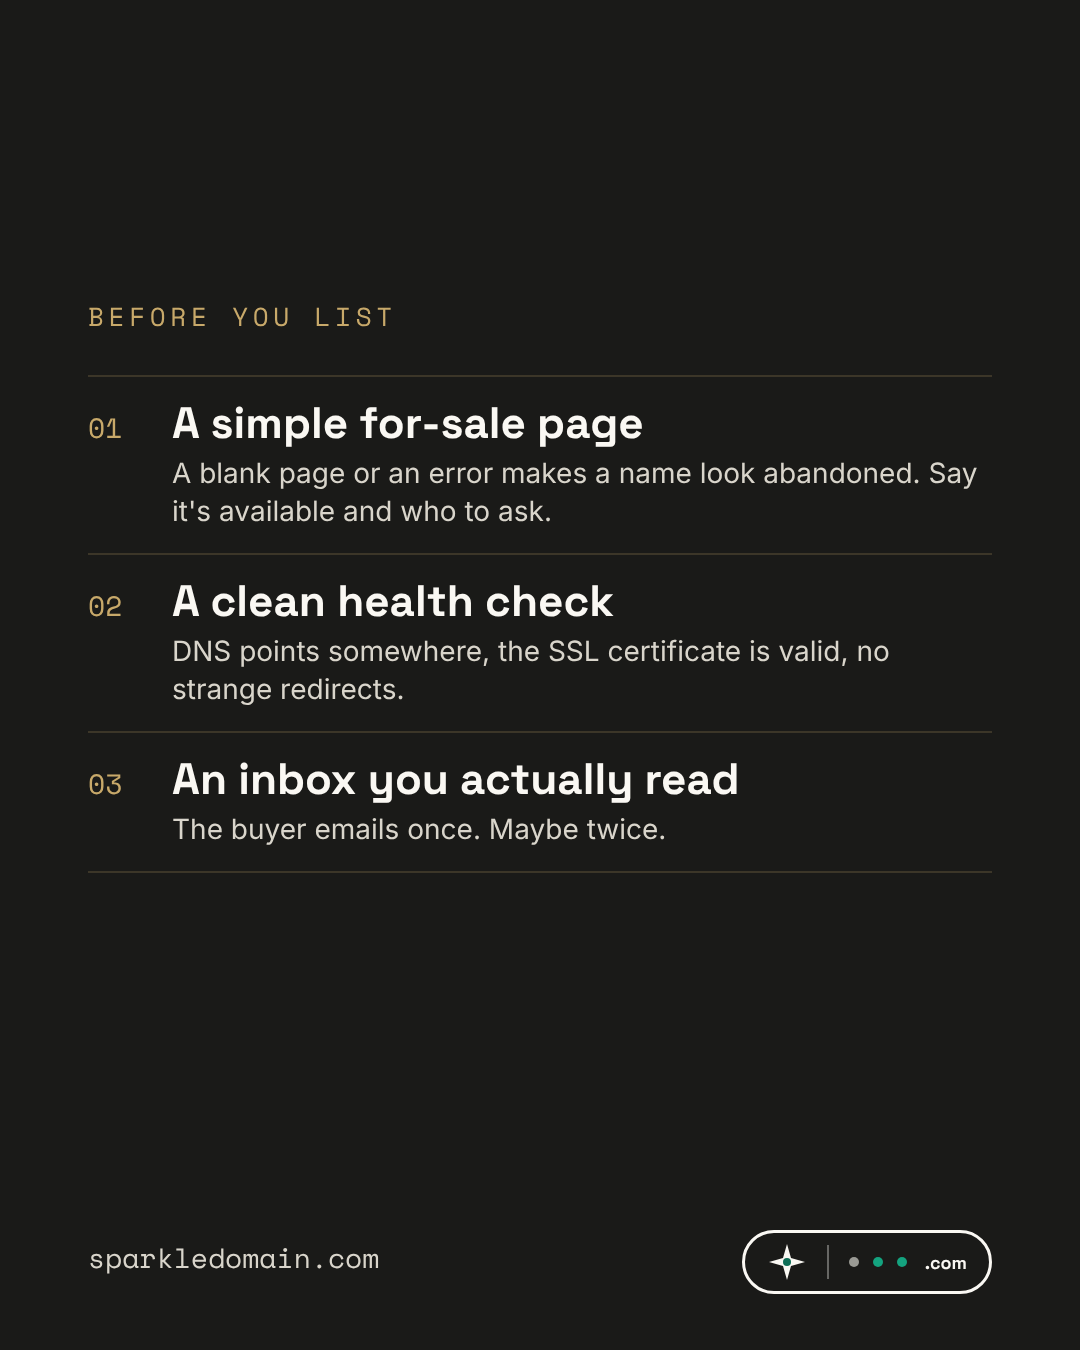 BEFORE YOU LIST
01 A simple for-sale page
A blank page or an error makes a name look abandoned. Say
it's available and who to ask.
02 A clean health check
DNS points somewhere, the SSL certificate is valid, no
strange redirects.
03 An inbox you actually read
The buyer emails once. Maybe twice.
sparkledomain.com
.com